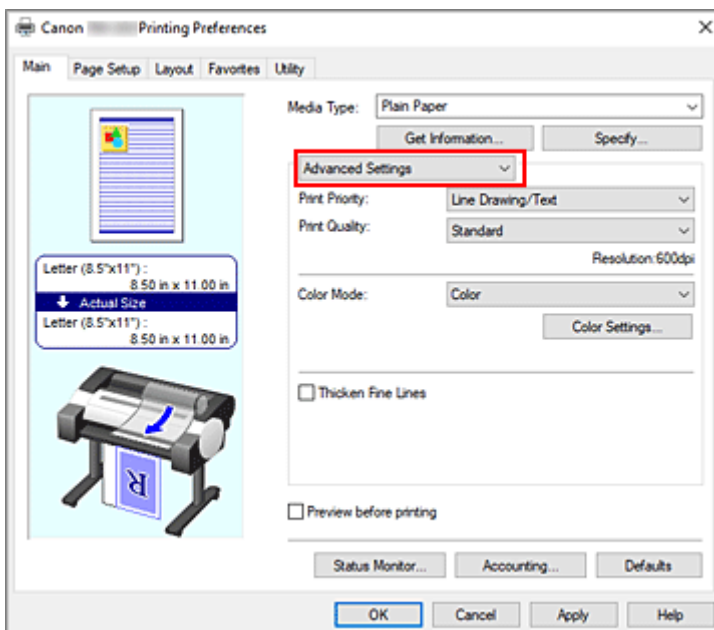 Canon Printing Preferences
Main Page Setup Layout Favorites Utility
Media Type: Plain Paper
Get Information... Specify...
Advanced Settings
Print Priority: Line Drawing/Text
Print Quality: Standard
Resolution:600dpi
Letter (8.5"x11") :
8.50 in x 11.00 in
Actual Size
Letter (8.5"x11") :
8.50 in x 11.00 in
Color Mode: Color
Color Settings...
Thicken Fine Lines
R
Preview before printing
Status Monitor... Accounting... Defaults
OK Cancel Apply Help